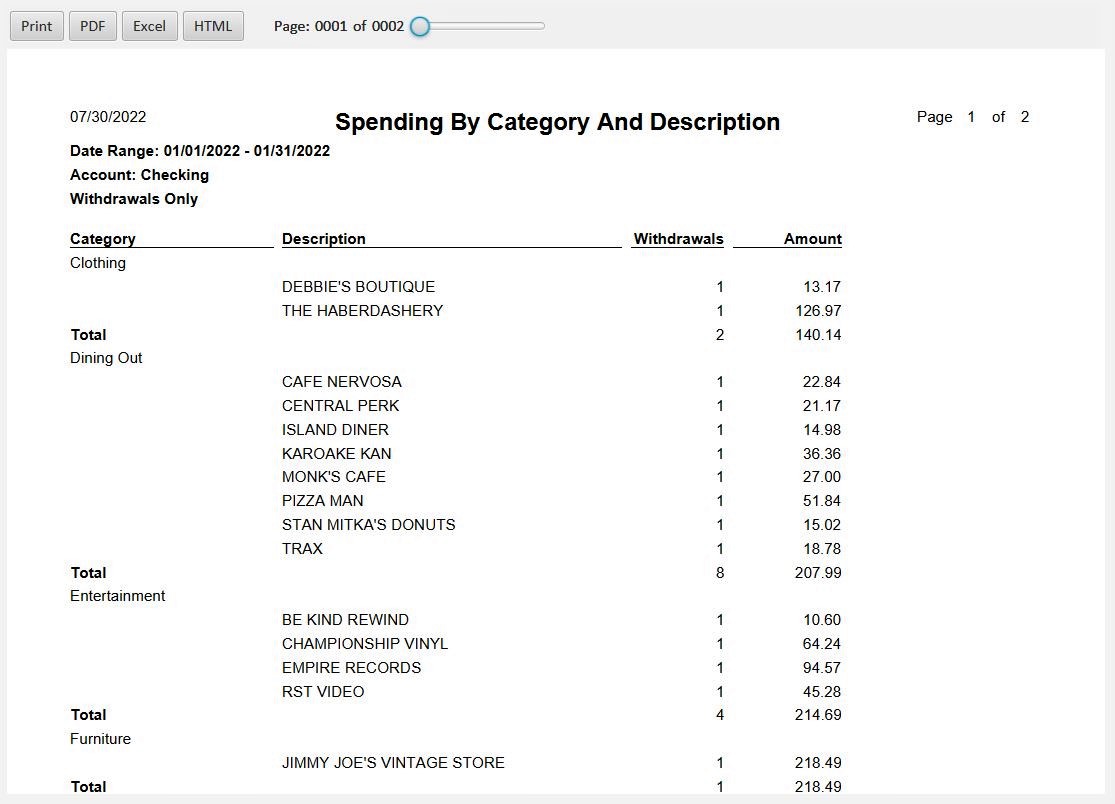 Print PDF Excel HTML Page: 0001 of 0002
07/30/2022 Spending By Category And Description Page 1 of 2
Date Range: 01/01/2022 - 01/31/2022
Account: Checking
Withdrawals Only
Category Description Withdrawals Amount
Clothing
DEBBIE'S BOUTIQUE 1 13.17
THE HABERDASHERY 1 126.97
Total 2 140.14
Dining Out
CAFE NERVOSA 1 22.84
CENTRAL PERK 1 21.17
ISLAND DINER 1 14.98
KAROAKE KAN 1 36.36
MONK'S CAFE 1 27.00
PIZZA MAN 1 51.84
STAN MITKA'S DONUTS 1 15.02
TRAX 1 18.78
Total 8 207.99
Entertainment
BE KIND REWIND 1 10.60
CHAMPIONSHIP VINYL 1 64.24
EMPIRE RECORDS 1 94.57
RST VIDEO 1 45.28
Total 4 214.69
Furniture
JIMMY JOE'S VINTAGE STORE 1 218.49
Total 1 218.49